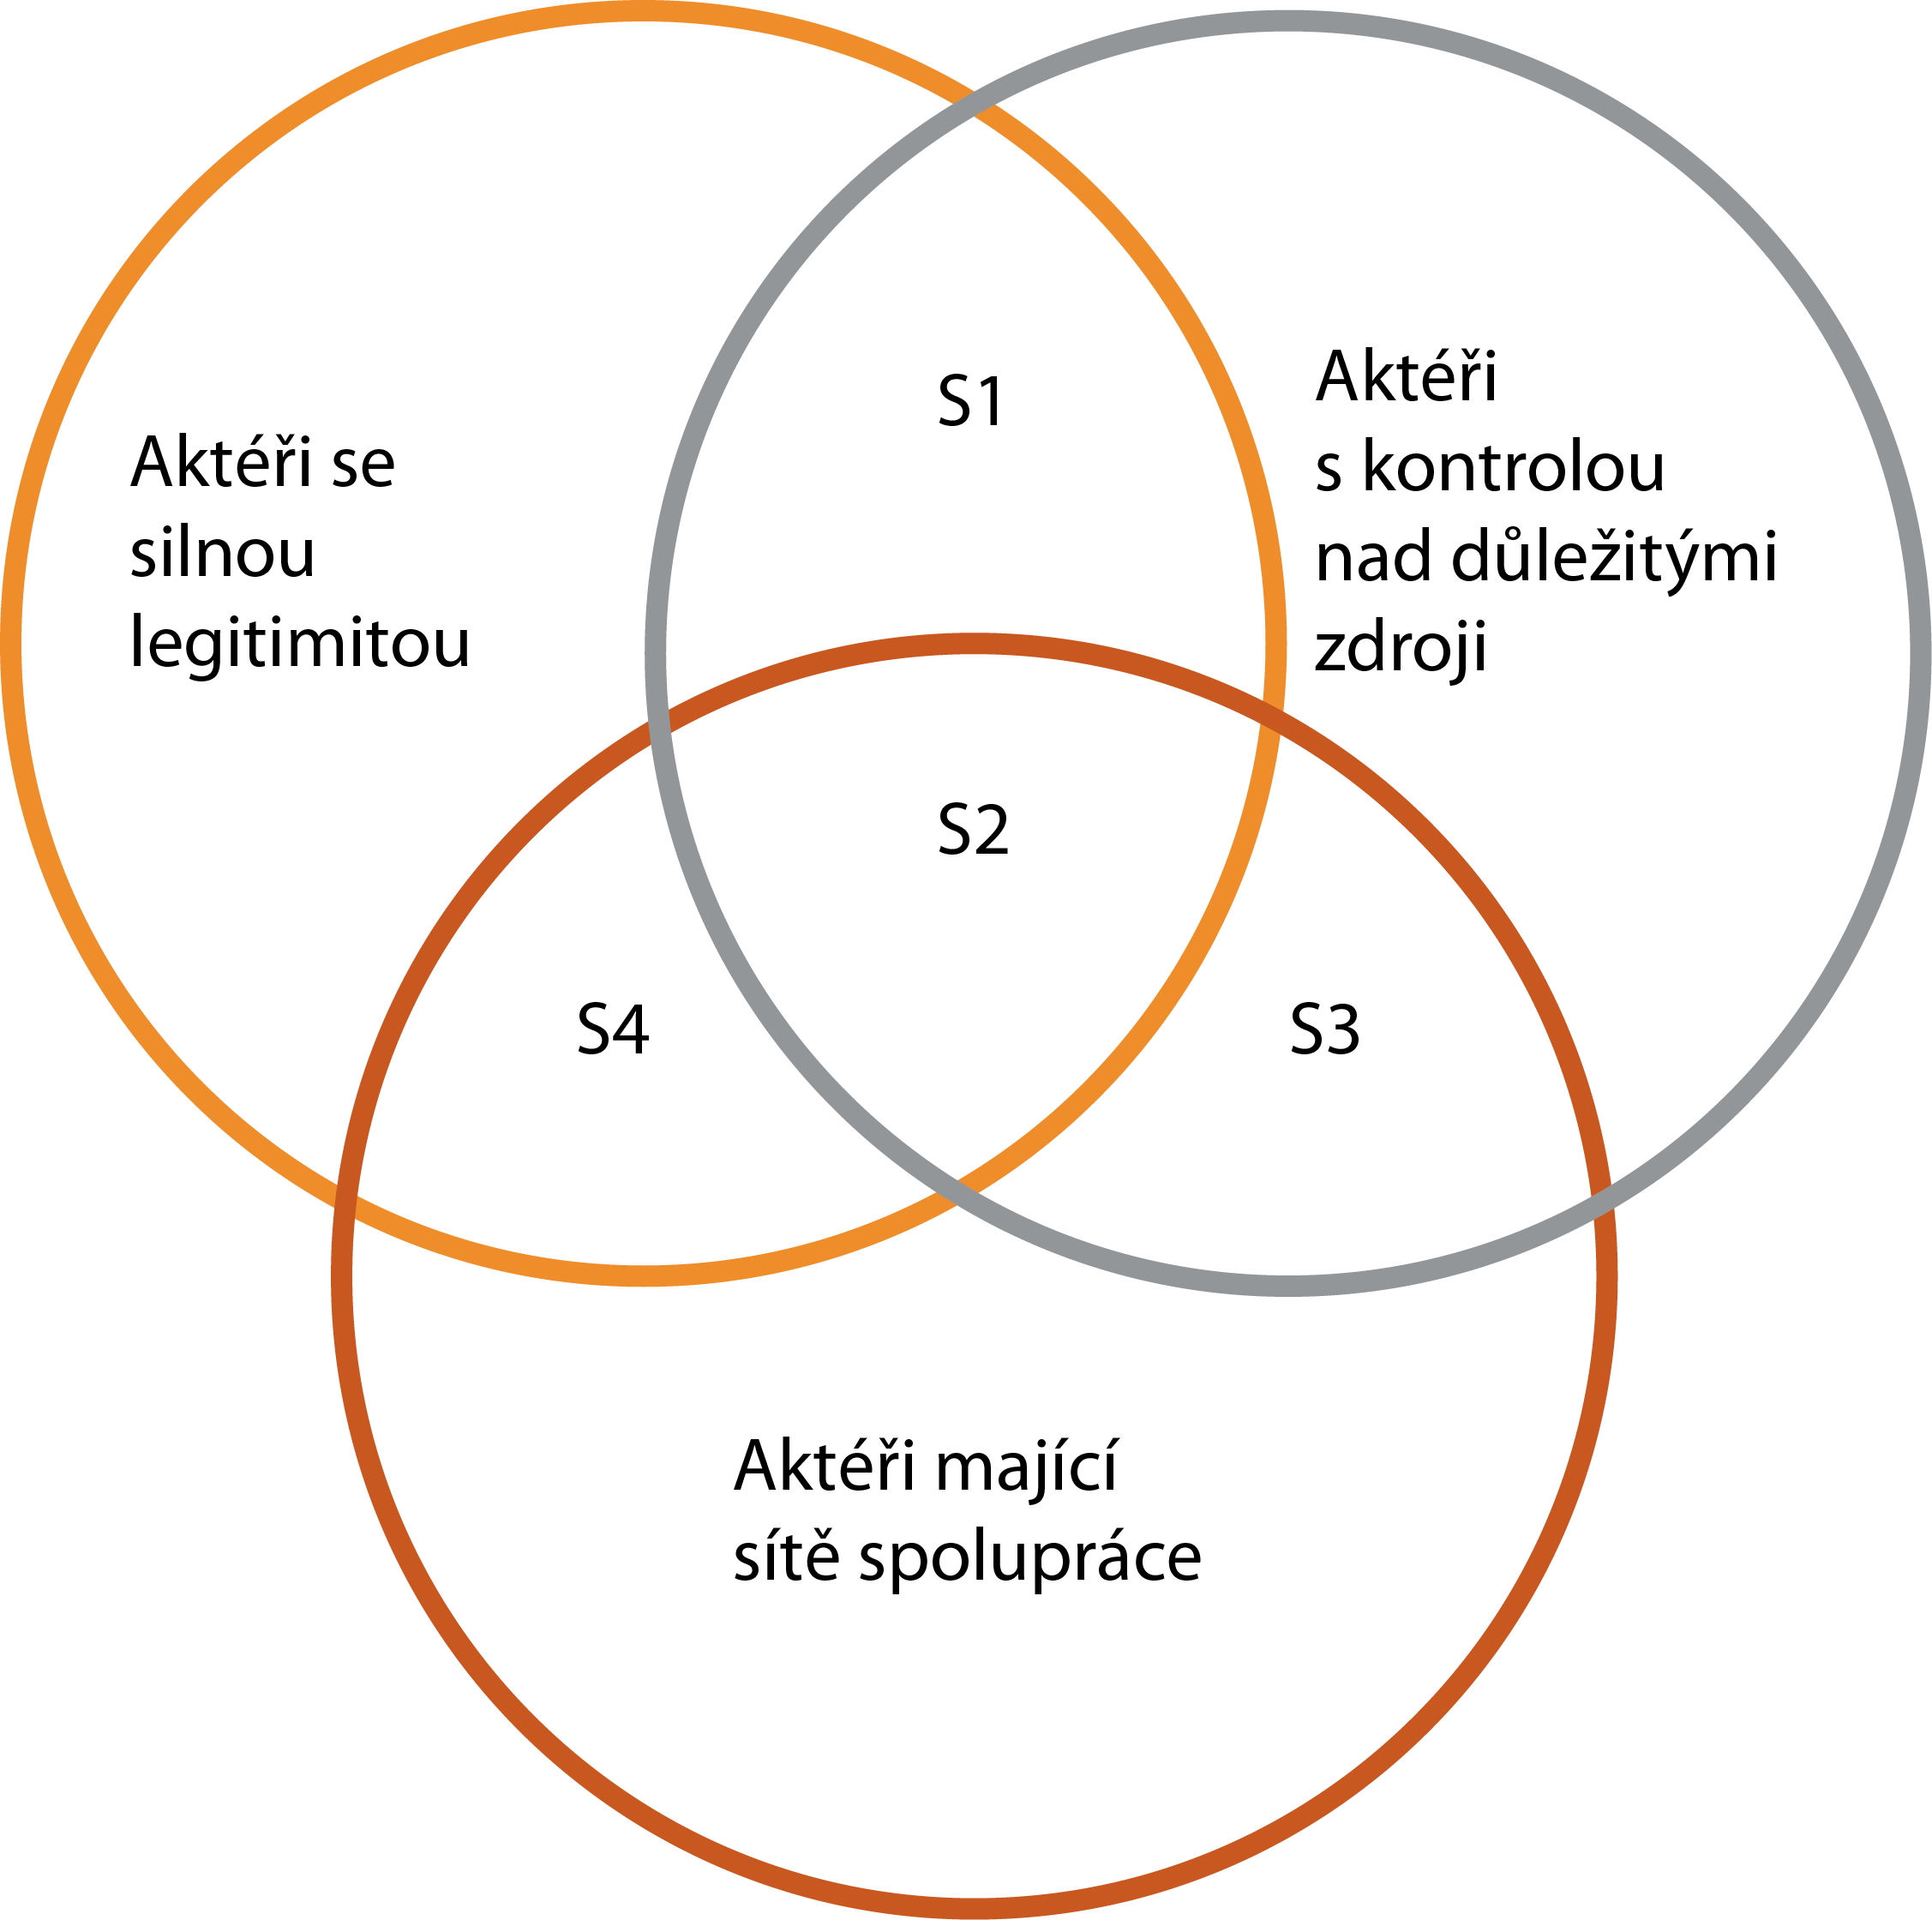 Aktéři se
silnou
legitimitou
S1
Aktéři
s kontrolou
nad důležitými
zdroji
S2
S4
S3
Aktéři mající
sítě spolupráce